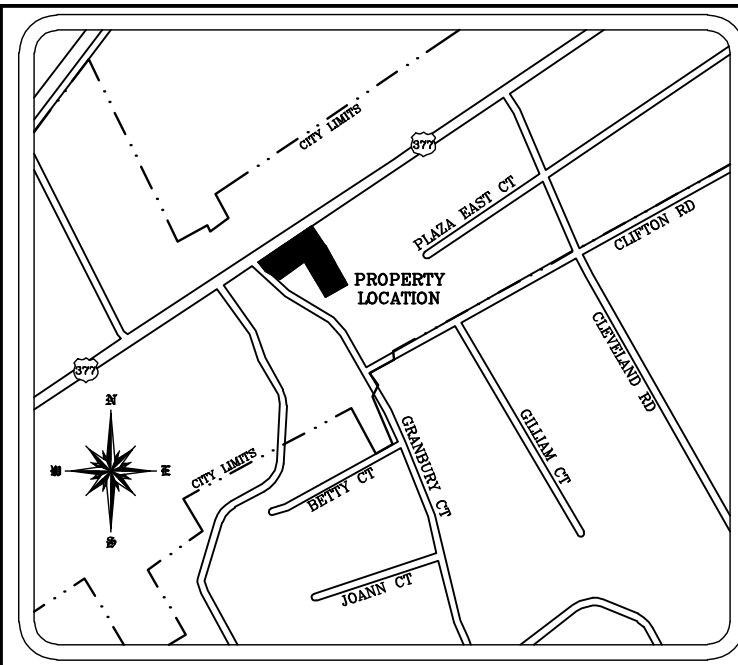 CITY LIMITS
377
PLAZA EAST CT
CLIFTON RD
PROPERTY
LOCATION
377
CLEVELAND RD
N
W
E
S
CITY LIMITS
GRANBURY CT
GILLIAM CT
BETTY CT
JOANN CT